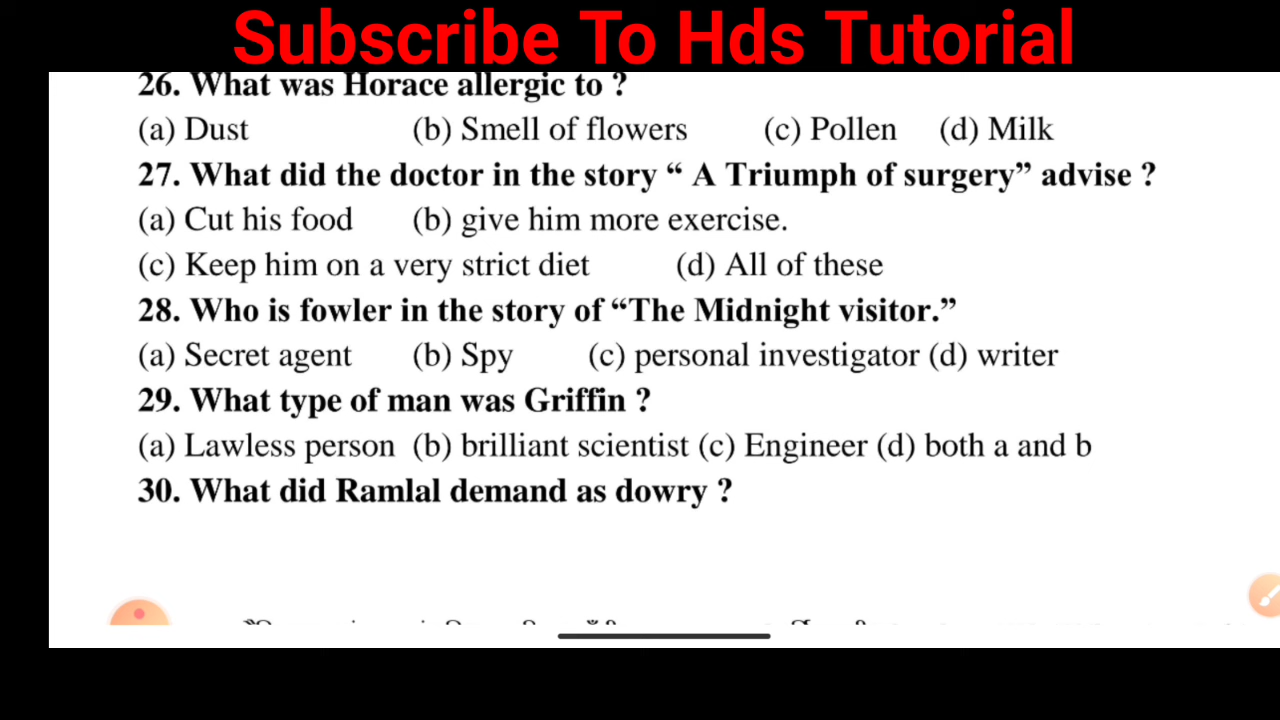 Subscribe To Hds Tutorial
26. What was Horace allergic to ?
(a) Dust (b) Smell of flowers (c) Pollen (d) Milk
27. What did the doctor in the story “ A Triumph of surgery” advise ?
(a) Cut his food (b) give him more exercise.
(c) Keep him on a very strict diet (d) All of these
28. Who is fowler in the story of “The Midnight visitor.”
(a) Secret agent (b) Spy (c) personal investigator (d) writer
29. What type of man was Griffin ?
(a) Lawless person (b) brilliant scientist (c) Engineer (d) both a and b
30. What did Ramlal demand as dowry ?